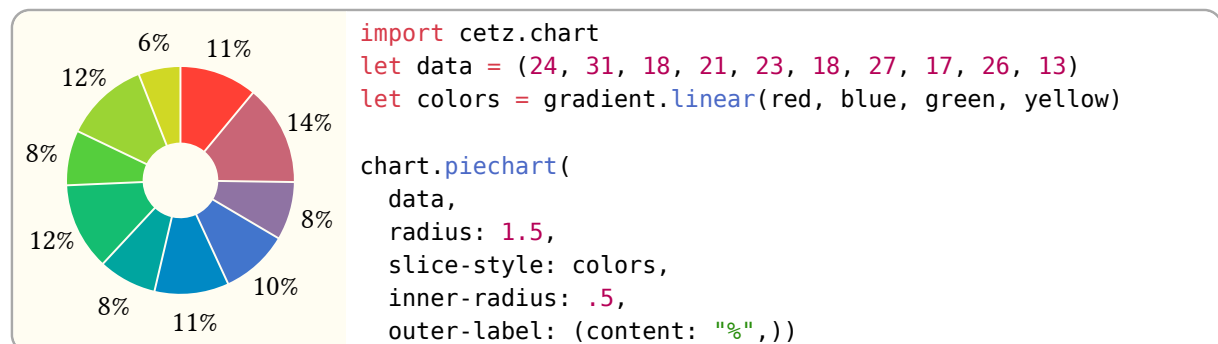 6%
11%
12%
14%
8%
8%
12%
10%
8%
11%
import cetz.chart
let data = (24, 31, 18, 21, 23, 18, 27, 17, 26, 13)
let colors = gradient.linear(red, blue, green, yellow)
chart.piechart(
data,
radius: 1.5,
slice-style: colors,
inner-radius: .5,
outer-label: (content: "%",))